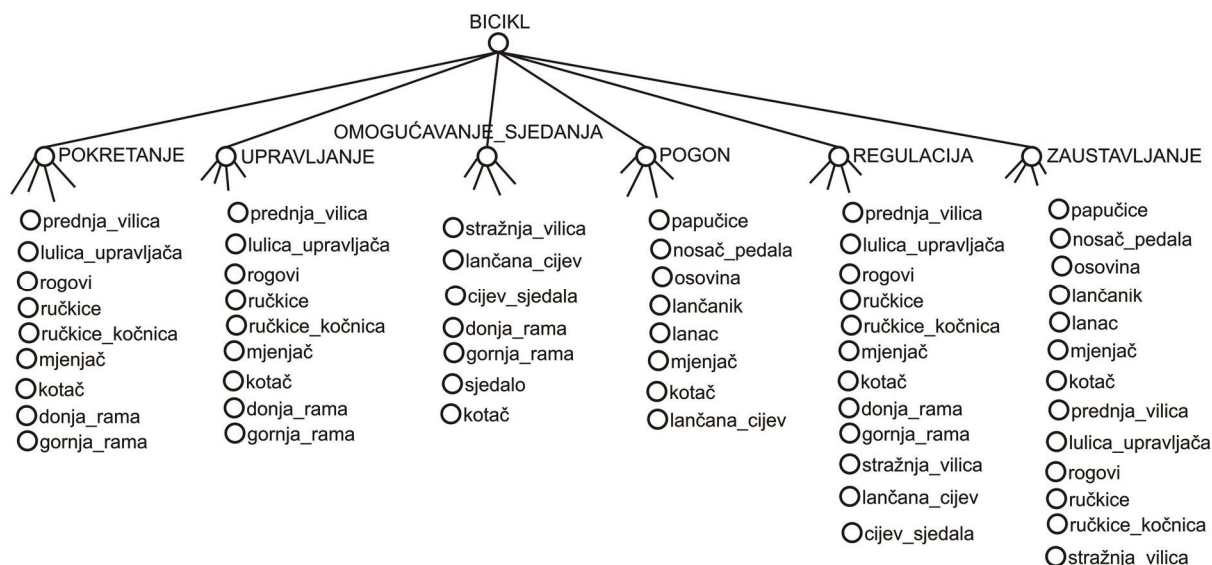 BICIKL
OMOGUĆAVANJE_SJEDANJA
POKRETANJE
UPRAVLJANJE
POGON
REGULACIJA
ZAUSTAVLJANJE
prednja_vilica
lulica_upravljača
rogovi
ručkice
ručkice_kočnica
mjenjač
kotač
donja_rama
gornja_rama
prednja_vilica
lulica_upravljača
rogovi
ručkice
ručkice_kočnica
mjenjač
kotač
donja_rama
gornja_rama
stražnja_vilica
lančana_cijev
cijev_sjedala
donja_rama
gornja_rama
sjedalo
kotač
papučice
nosač_pedala
osovina
lančanik
lanac
mjenjač
kotač
lančana_cijev
prednja_vilica
lulica_upravljača
rogovi
ručkice
ručkice_kočnica
mjenjač
kotač
donja_rama
gornja_rama
stražnja_vilica
lančana_cijev
cijev_sjedala
papučice
nosač_pedala
osovina
lančanik
lanac
mjenjač
kotač
prednja_vilica
lulica_upravljača
rogovi
ručkice
ručkice_kočnica
stražnja_vilica